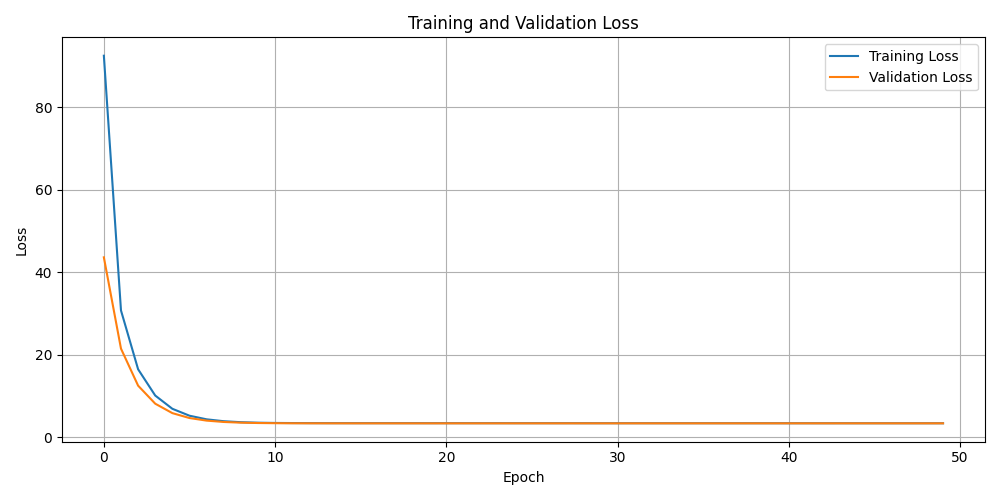 Training and Validation Loss
Training Loss
Validation Loss
80
60
40
20
0
Loss
0 10 20 30 40 50
Epoch